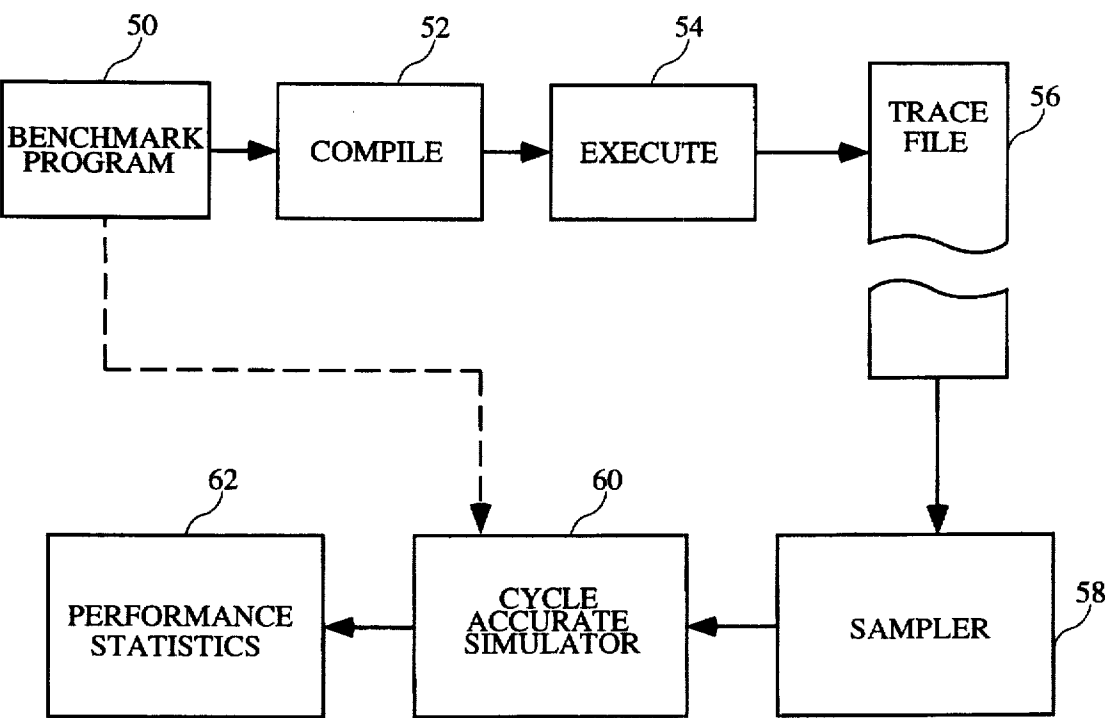 50
52
54
56
BENCHMARK
PROGRAM
COMPILE
EXECUTE
TRACE
FILE
62
60
58
PERFORMANCE
STATISTICS
CYCLE
ACCURATE
SIMULATOR
SAMPLER